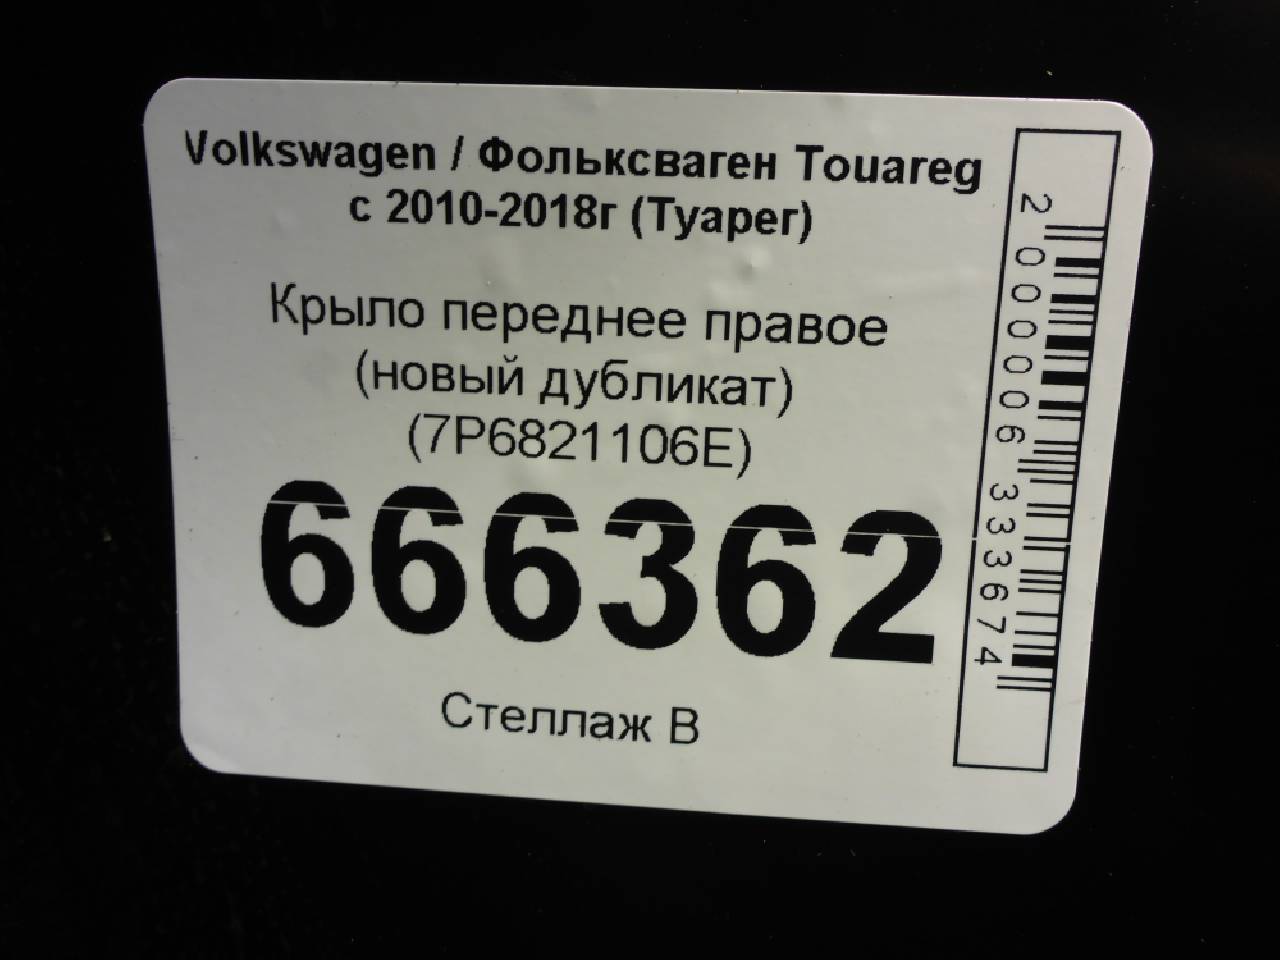 Volkswagen / Фольксваген Touareg
с 2010-2018г (Туарег)
Крыло переднее правое
(новый дубликат)
(7P6821106E)
666362
Стеллаж В
2000006333674